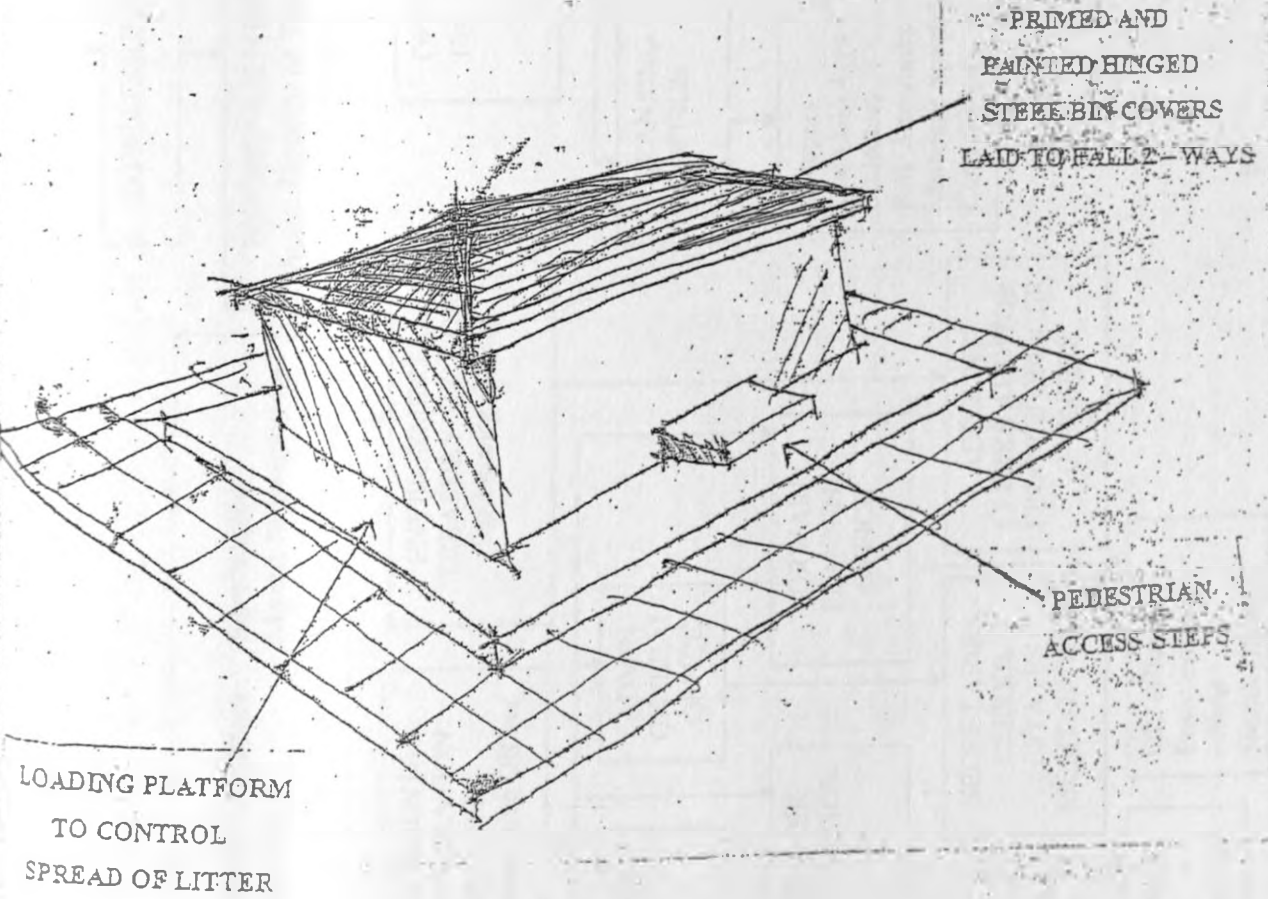 PRIMED AND
PAINTED HINGED
STEEL BIN COVERS
LAID TO FALL 2-WAYS
PEDESTRIAN
ACCESS STEPS
LOADING PLATFORM
TO CONTROL
SPREAD OF LITTER